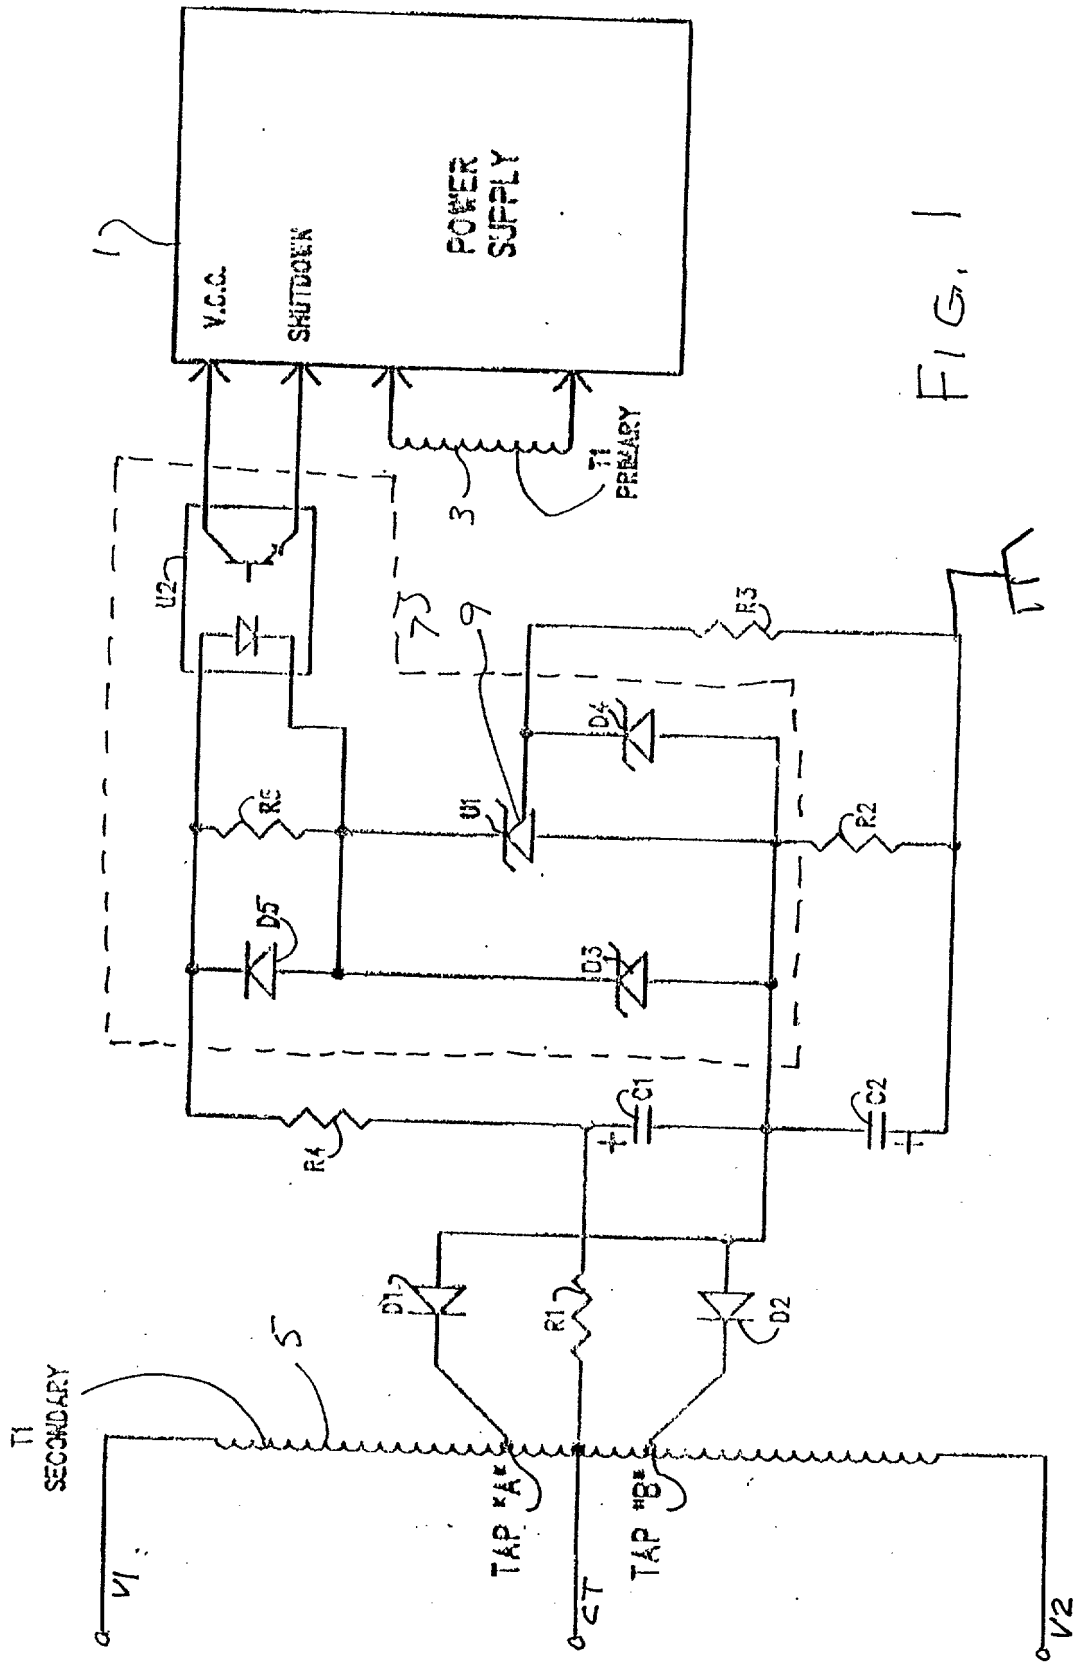 T1
SECONDARY
5
V1
TAP "A"
CT
TAP "B"
V2
D1
R1
D2
R4
C1
C2
D5
R5
D3
U1
9
D4
R2
R3
U2
7
3
T1
PRIMARY
1
V.C.C.
SHUTDOWN
POWER
SUPPLY
FIG. 1